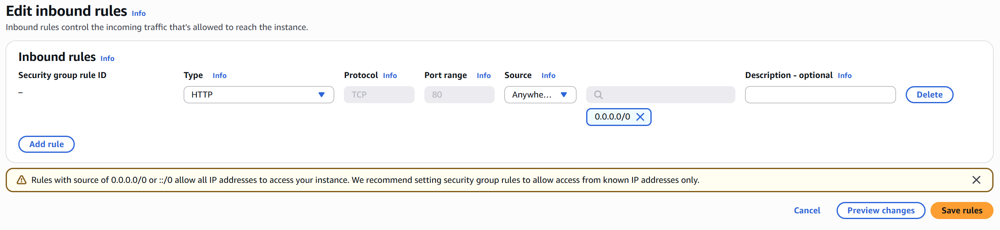 Edit inbound rules Info
Inbound rules control the incoming traffic that's allowed to reach the instance.
Inbound rules Info
Security group rule ID Type Info Protocol Info Port range Info Source Info Description - optional Info
– HTTP TCP 80 Anywhe... Delete
0.0.0.0/0
Add rule
Rules with source of 0.0.0.0/0 or ::/0 allow all IP addresses to access your instance. We recommend setting security group rules to allow access from known IP addresses only.
Cancel Preview changes Save rules